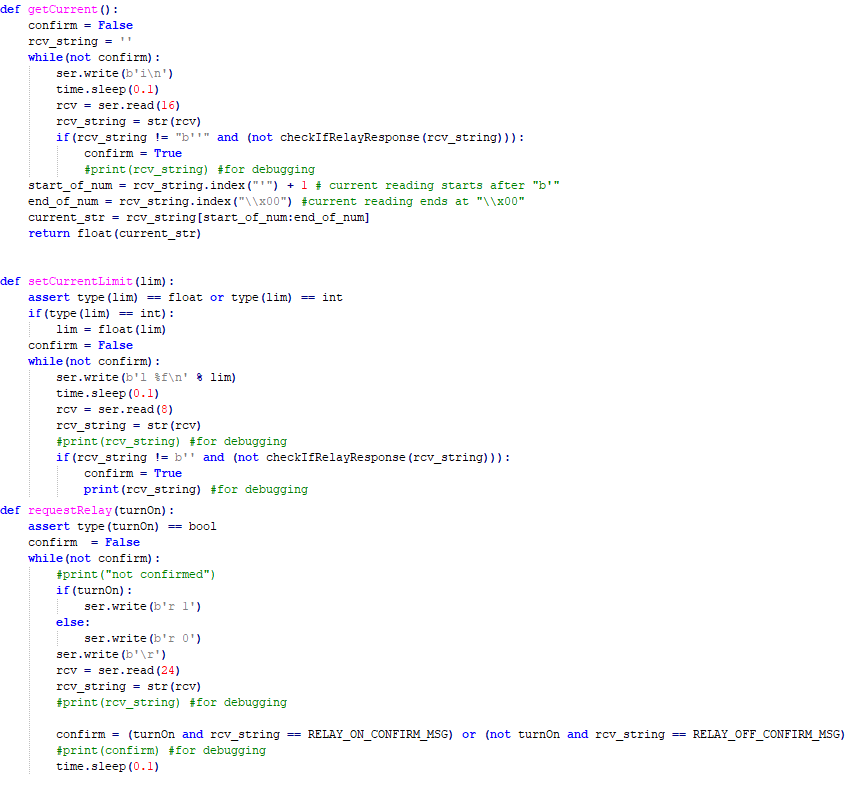 def getCurrent():
    confirm = False
    rcv_string = ''
    while(not confirm):
        ser.write(b'i\n')
        time.sleep(0.1)
        rcv = ser.read(16)
        rcv_string = str(rcv)
        if(rcv_string != "b''" and (not checkIfRelayResponse(rcv_string))):
            confirm = True
            #print(rcv_string) #for debugging
    start_of_num = rcv_string.index("'") + 1 # current reading starts after "b'"
    end_of_num = rcv_string.index("\\x00") #current reading ends at "\\x00"
    current_str = rcv_string[start_of_num:end_of_num]
    return float(current_str)
def setCurrentLimit(lim):
    assert type(lim) == float or type(lim) == int
    if(type(lim) == int):
        lim = float(lim)
    confirm = False
    while(not confirm):
        ser.write(b'l %f\n' % lim)
        time.sleep(0.1)
        rcv = ser.read(8)
        rcv_string = str(rcv)
        #print(rcv_string) #for debugging
        if(rcv_string != b'' and (not checkIfRelayResponse(rcv_string))):
            confirm = True
            print(rcv_string) #for debugging
def requestRelay(turnOn):
    assert type(turnOn) == bool
    confirm  = False
    while(not confirm):
        #print("not confirmed")
        if(turnOn):
            ser.write(b'r 1')
        else:
            ser.write(b'r 0')
        ser.write(b'\r')
        rcv = ser.read(24)
        rcv_string = str(rcv)
        #print(rcv_string) #for debugging
        confirm = (turnOn and rcv_string == RELAY_ON_CONFIRM_MSG) or (not turnOn and rcv_string == RELAY_OFF_CONFIRM_MSG)
        #print(confirm) #for debugging
        time.sleep(0.1)